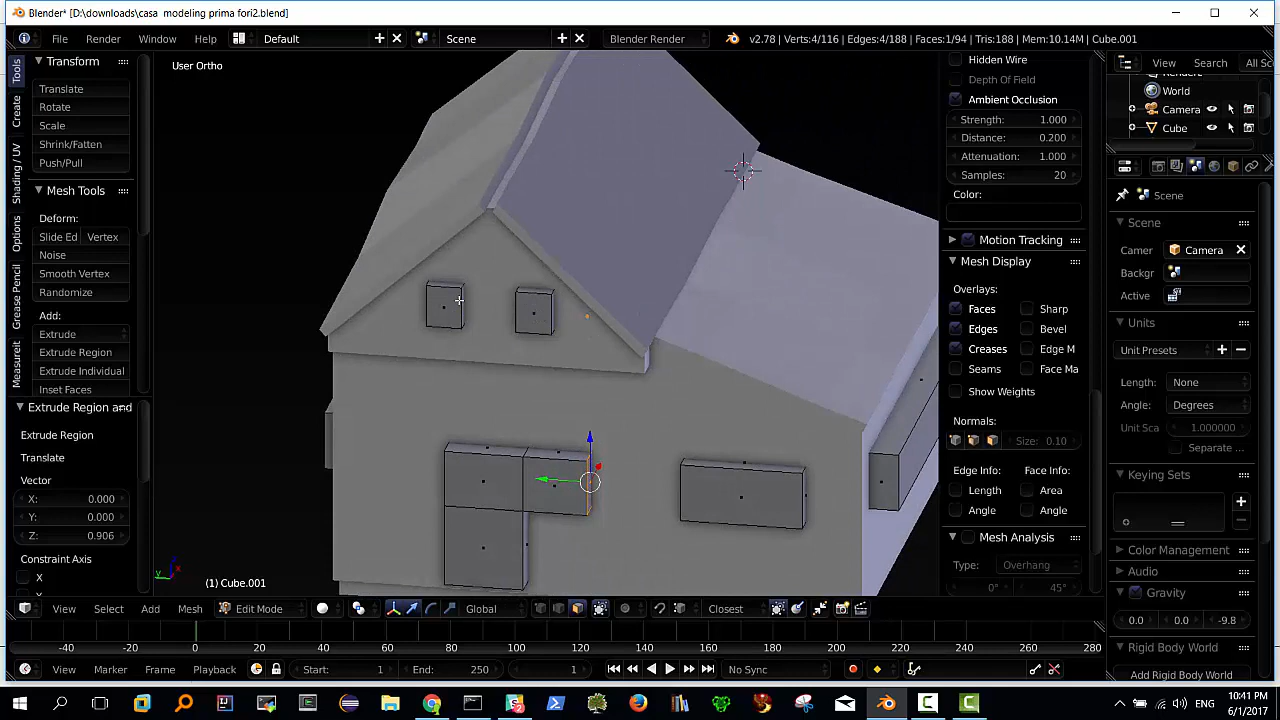 Blender* [D:\downloads\casa modeling prima fori2.blend]
File Render Window Help Default Scene Blender Render v2.78 | Verts:4/116 | Edges:4/188 | Faces:1/94 | Tris:188 | Mem:10.14M | Cube.001
Tools
Create
Shading / UV
Options
Grease Pencil
Measurit
Transform
Translate
Rotate
Scale
Shrink/Fatten
Push/Pull
Mesh Tools
Deform:
Slide Ed Vertex
Noise
Smooth Vertex
Randomize
Add:
Extrude
Extrude Region
Extrude Individual
Inset Faces
Extrude Region and
Extrude Region
Translate
Vector
X: 0.000
Y: 0.000
Z: 0.906
Constraint Axis
X
User Ortho
(1) Cube.001
Hidden Wire
Depth Of Field
Ambient Occlusion
Strength: 1.000
Distance: 0.200
Attenuation: 1.000
Samples: 20
Color:
Motion Tracking
Mesh Display
Overlays:
Faces Sharp
Edges Bevel
Creases Edge M
Seams Face Ma
Show Weights
Normals:
Size: 0.10
Edge Info: Face Info:
Length Area
Angle Angle
Mesh Analysis
Type: Overhang
0° 45°
View Search All Sc
World
Camera
Cube
Scene
Scene
Camer Camera
Backgr
Active
Units
Unit Presets
Length: None
Angle: Degrees
Unit Sca 1.000000
Separate ...
Keying Sets
Color Management
Audio
Gravity
0.0 0.0 -9.8
Rigid Body World
Add Rigid Body World
View Select Add Mesh Edit Mode Global Closest
-40 -20 0 20 40 60 80 100 120 140 160 180 200 220 240 260 280
View Marker Frame Playback Start: 1 End: 250 1 No Sync
ENG
10:41 PM
6/1/2017